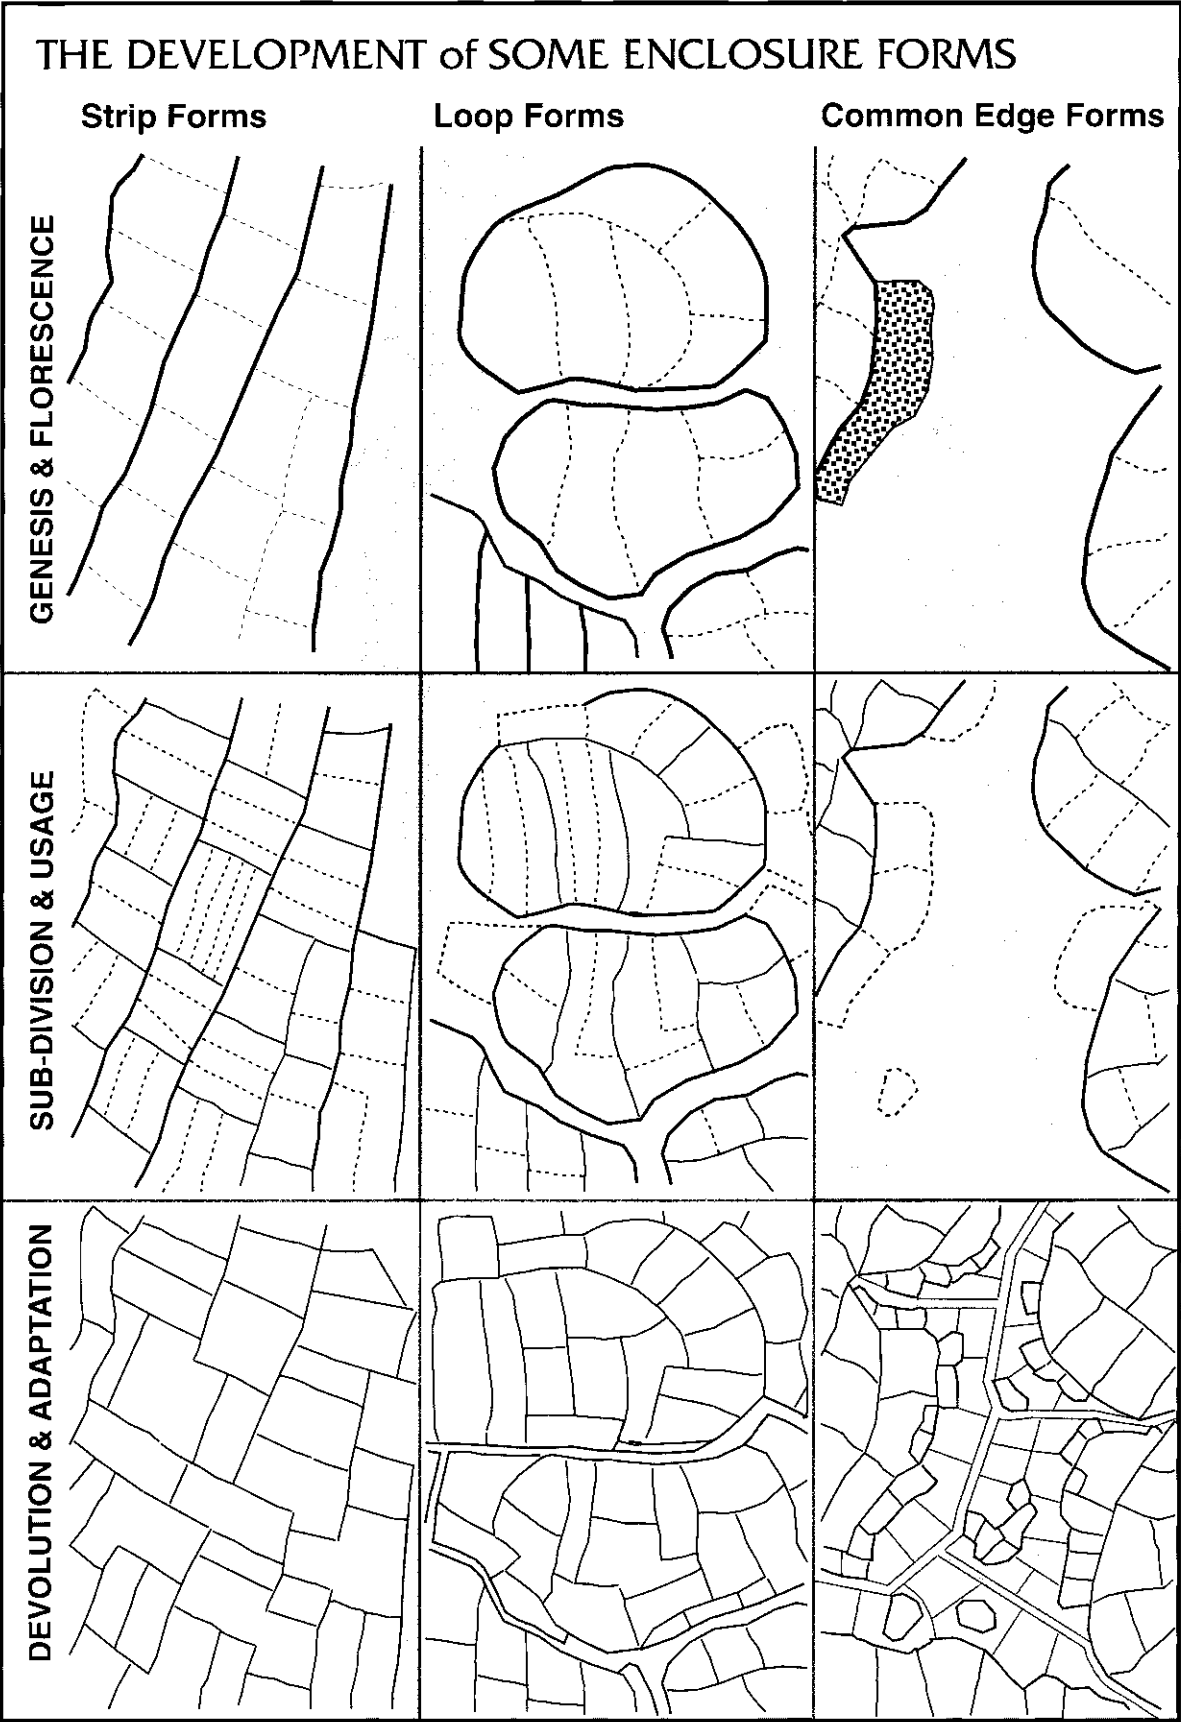 THE DEVELOPMENT of SOME ENCLOSURE FORMS
Strip Forms
Loop Forms
Common Edge Forms
GENESIS & FLORESCENCE
SUB-DIVISION & USAGE
DEVOLUTION & ADAPTATION